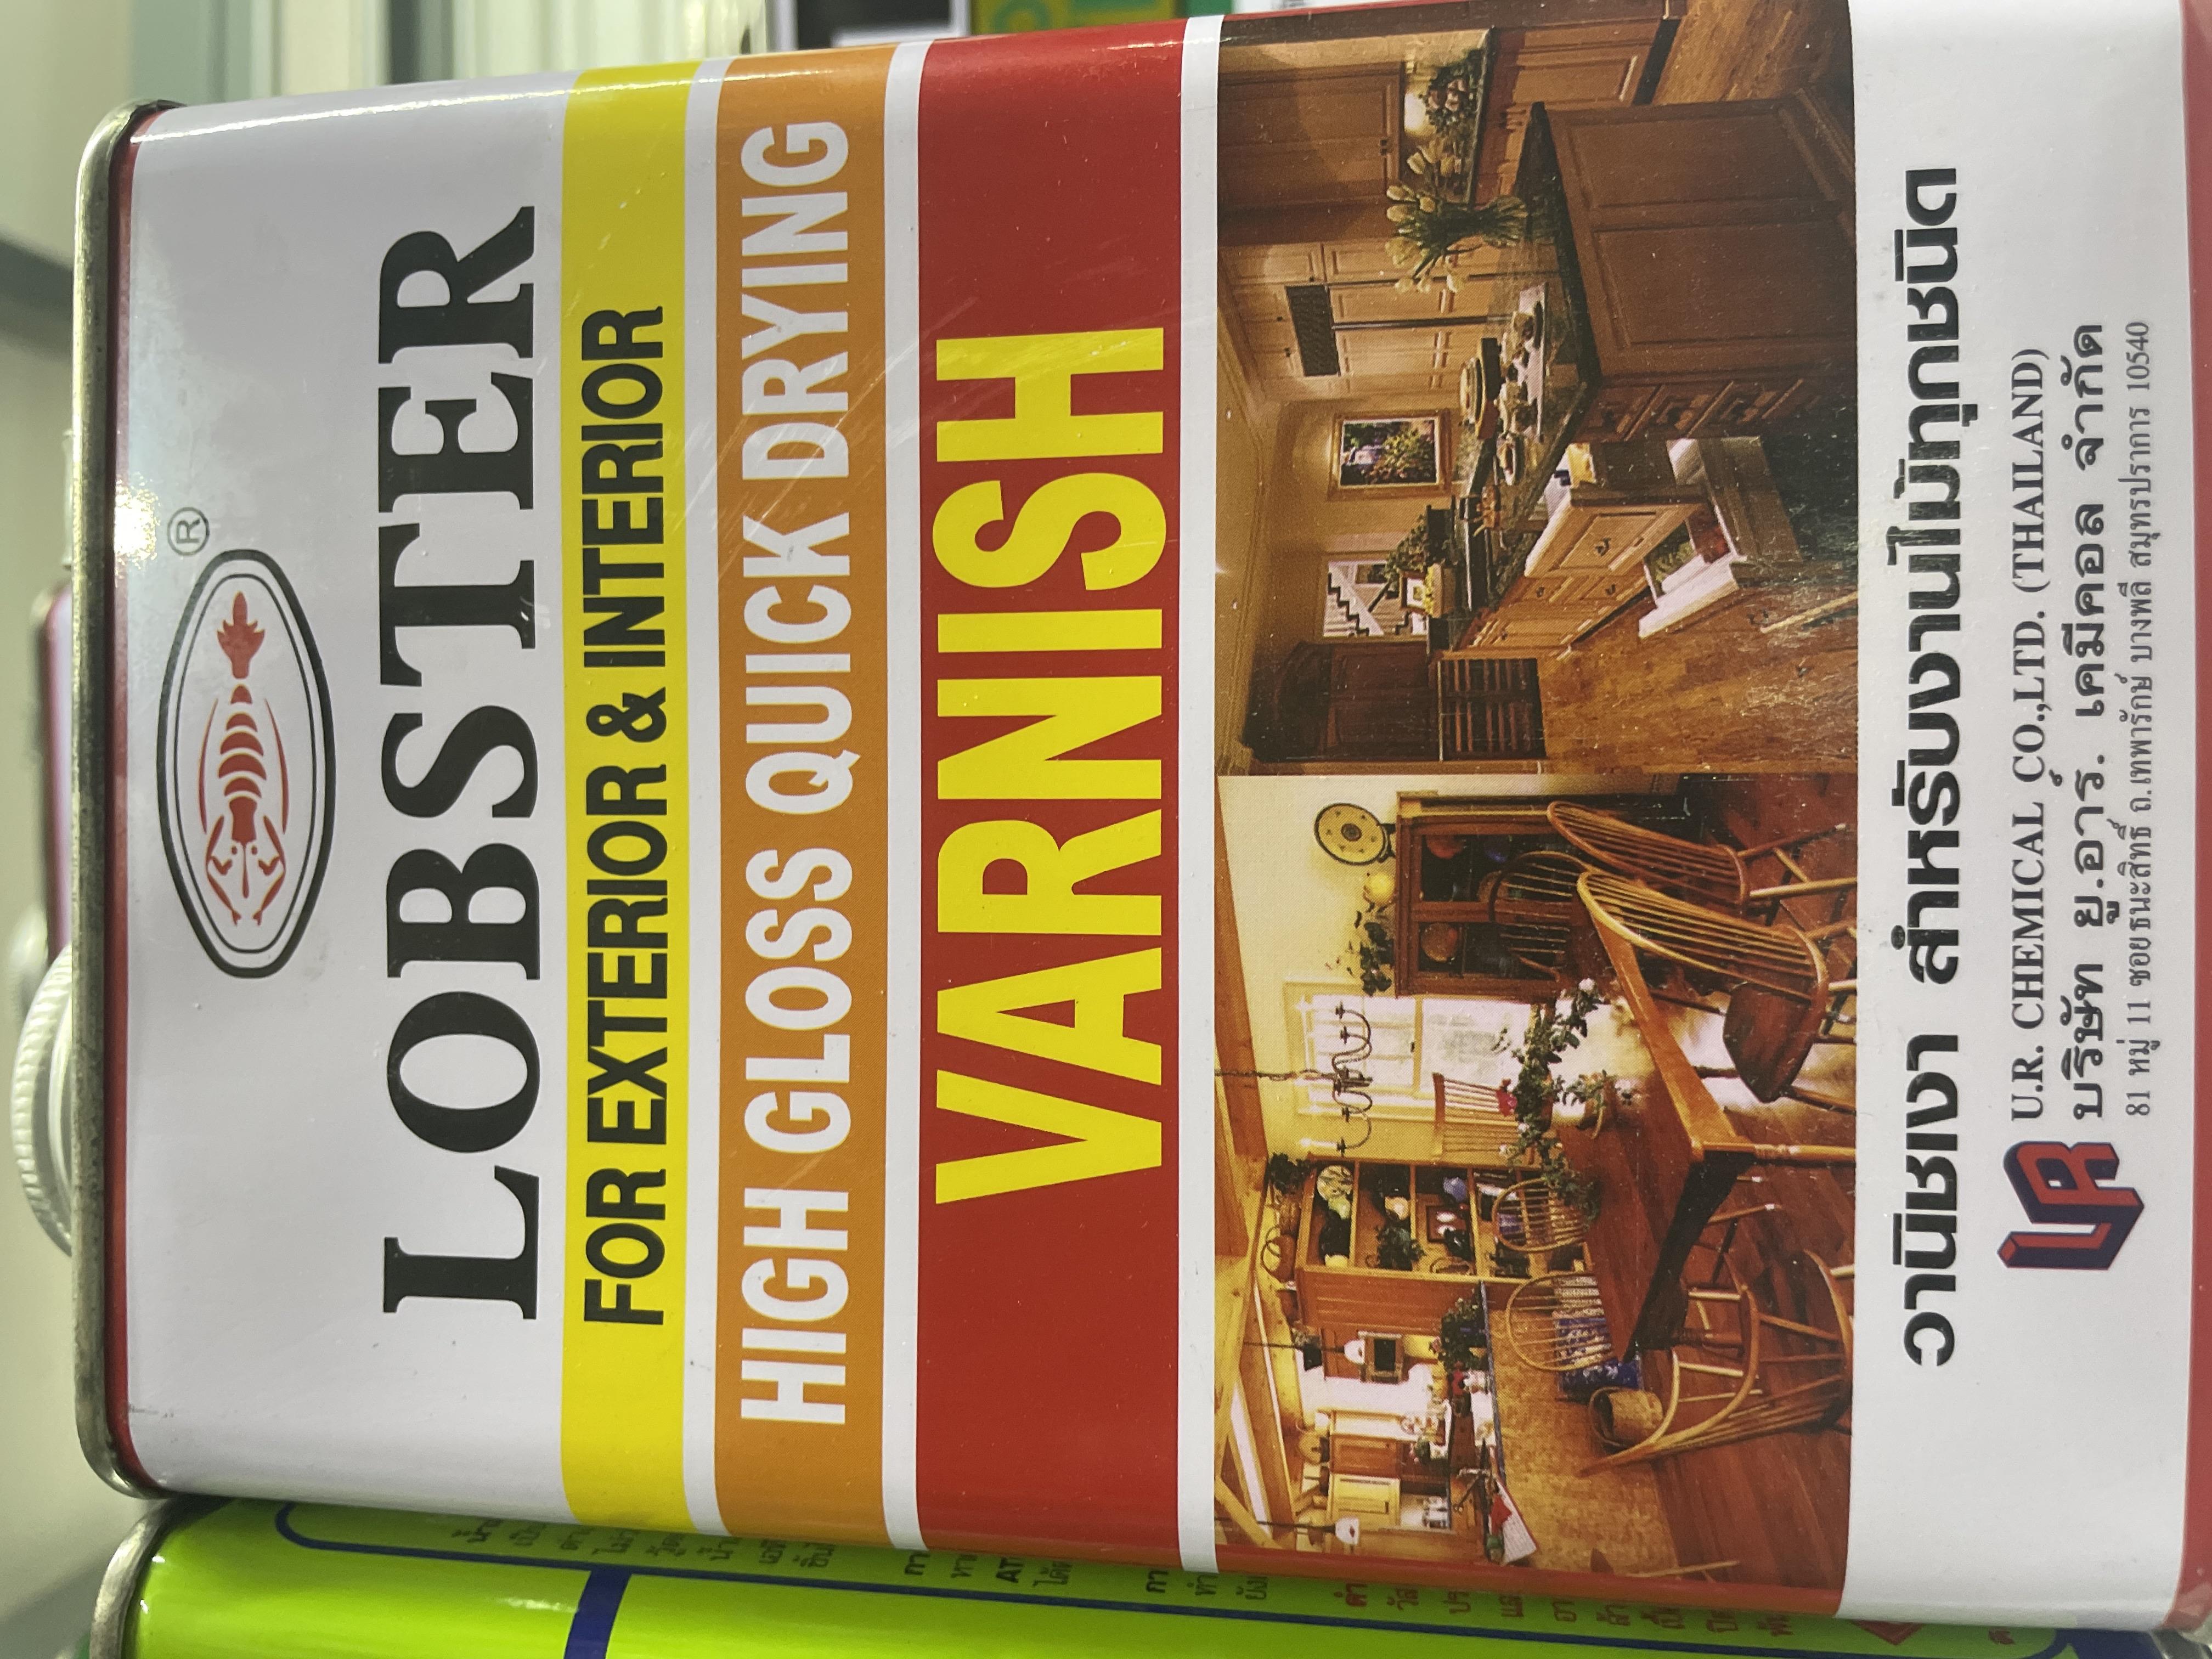 ®
LOBSTER
FOR EXTERIOR & INTERIOR
HIGH GLOSS QUICK DRYING
VARNISH
วานิชเงา สำหรับงานไม้ทุกชนิด
UR
U.R. CHEMICAL CO.,LTD. (THAILAND)
บริษัท ยู.อาร์. เคมีคอล จำกัด
81 หมู่ 11 ซอยธนะสิทธิ์ ถ.เทพารักษ์ บางพลี สมุทรปราการ 10540